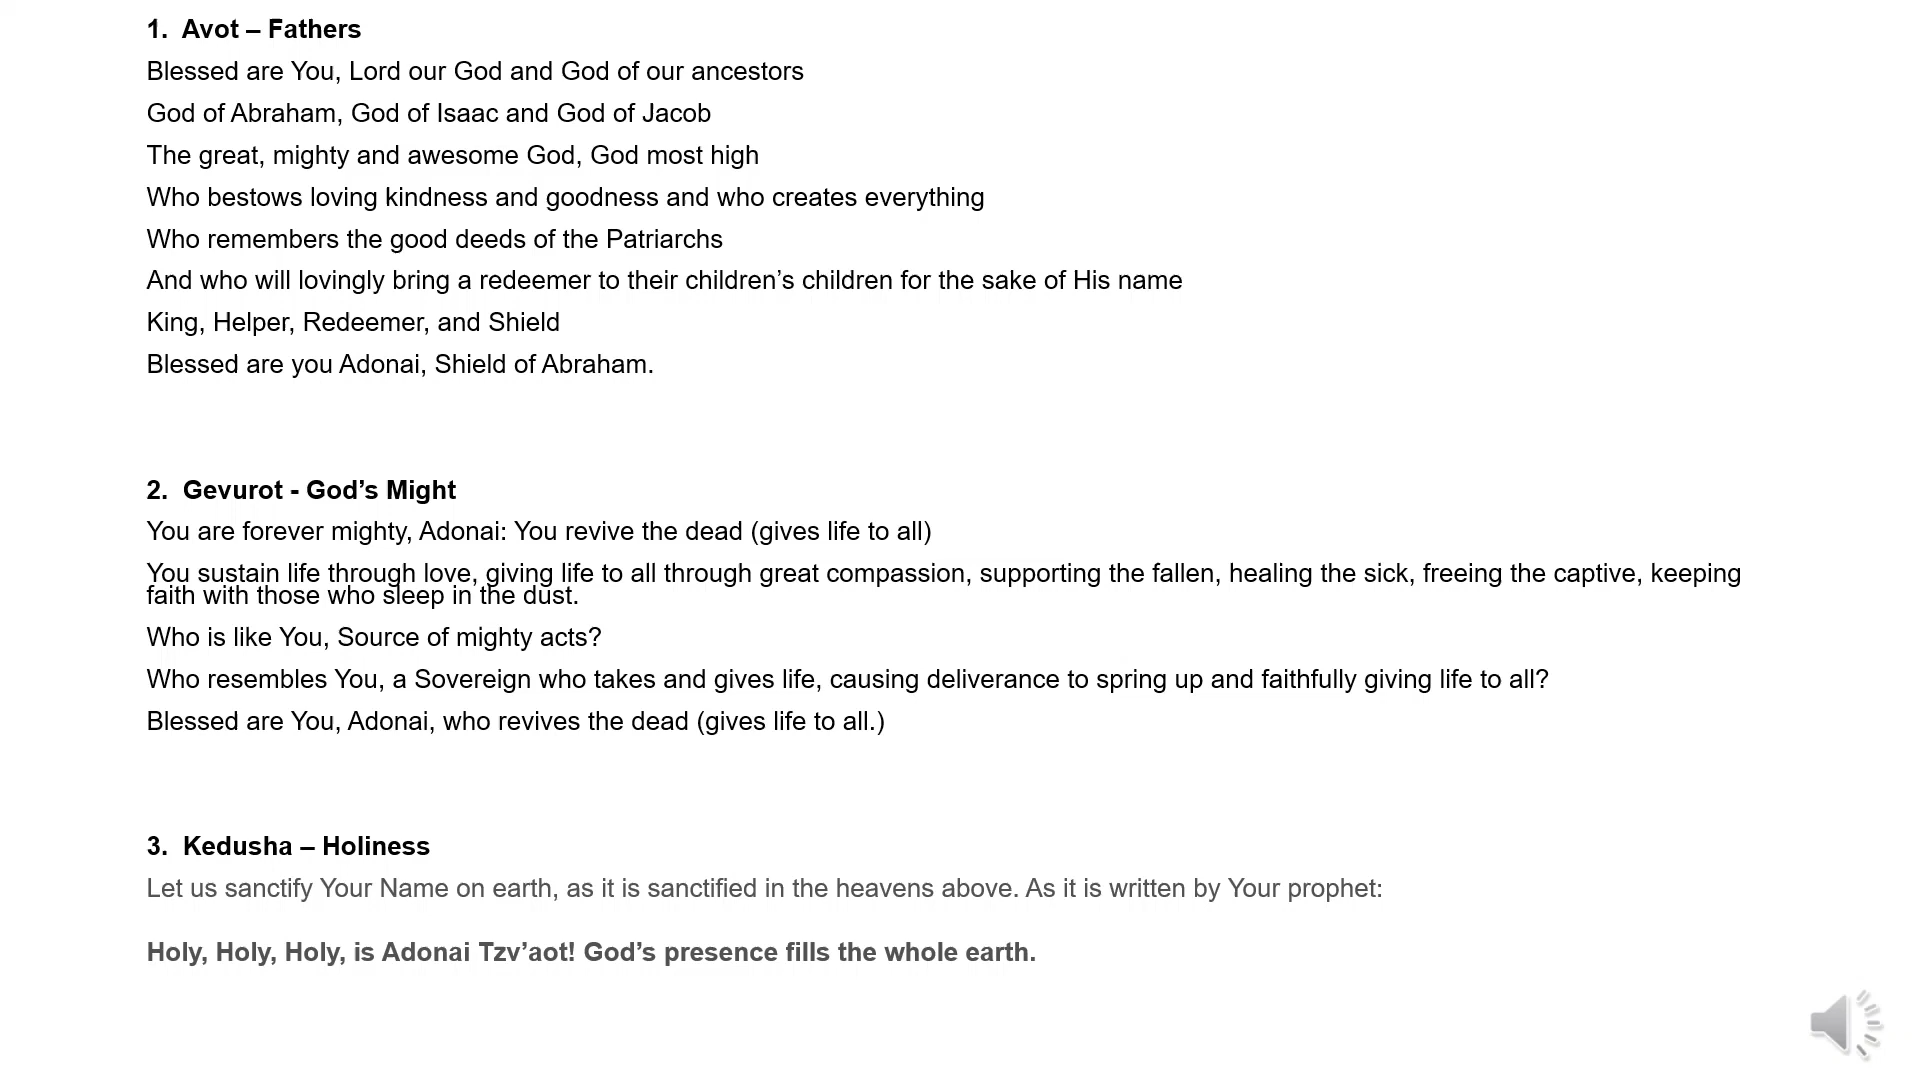 1.  Avot – Fathers
Blessed are You, Lord our God and God of our ancestors
God of Abraham, God of Isaac and God of Jacob
The great, mighty and awesome God, God most high
Who bestows loving kindness and goodness and who creates everything
Who remembers the good deeds of the Patriarchs
And who will lovingly bring a redeemer to their children’s children for the sake of His name
King, Helper, Redeemer, and Shield
Blessed are you Adonai, Shield of Abraham.
2.  Gevurot - God’s Might
You are forever mighty, Adonai: You revive the dead (gives life to all)
You sustain life through love, giving life to all through great compassion, supporting the fallen, healing the sick, freeing the captive, keeping
faith with those who sleep in the dust.
Who is like You, Source of mighty acts?
Who resembles You, a Sovereign who takes and gives life, causing deliverance to spring up and faithfully giving life to all?
Blessed are You, Adonai, who revives the dead (gives life to all.)
3.  Kedusha – Holiness
Let us sanctify Your Name on earth, as it is sanctified in the heavens above. As it is written by Your prophet:
Holy, Holy, Holy, is Adonai Tzv’aot! God’s presence fills the whole earth.